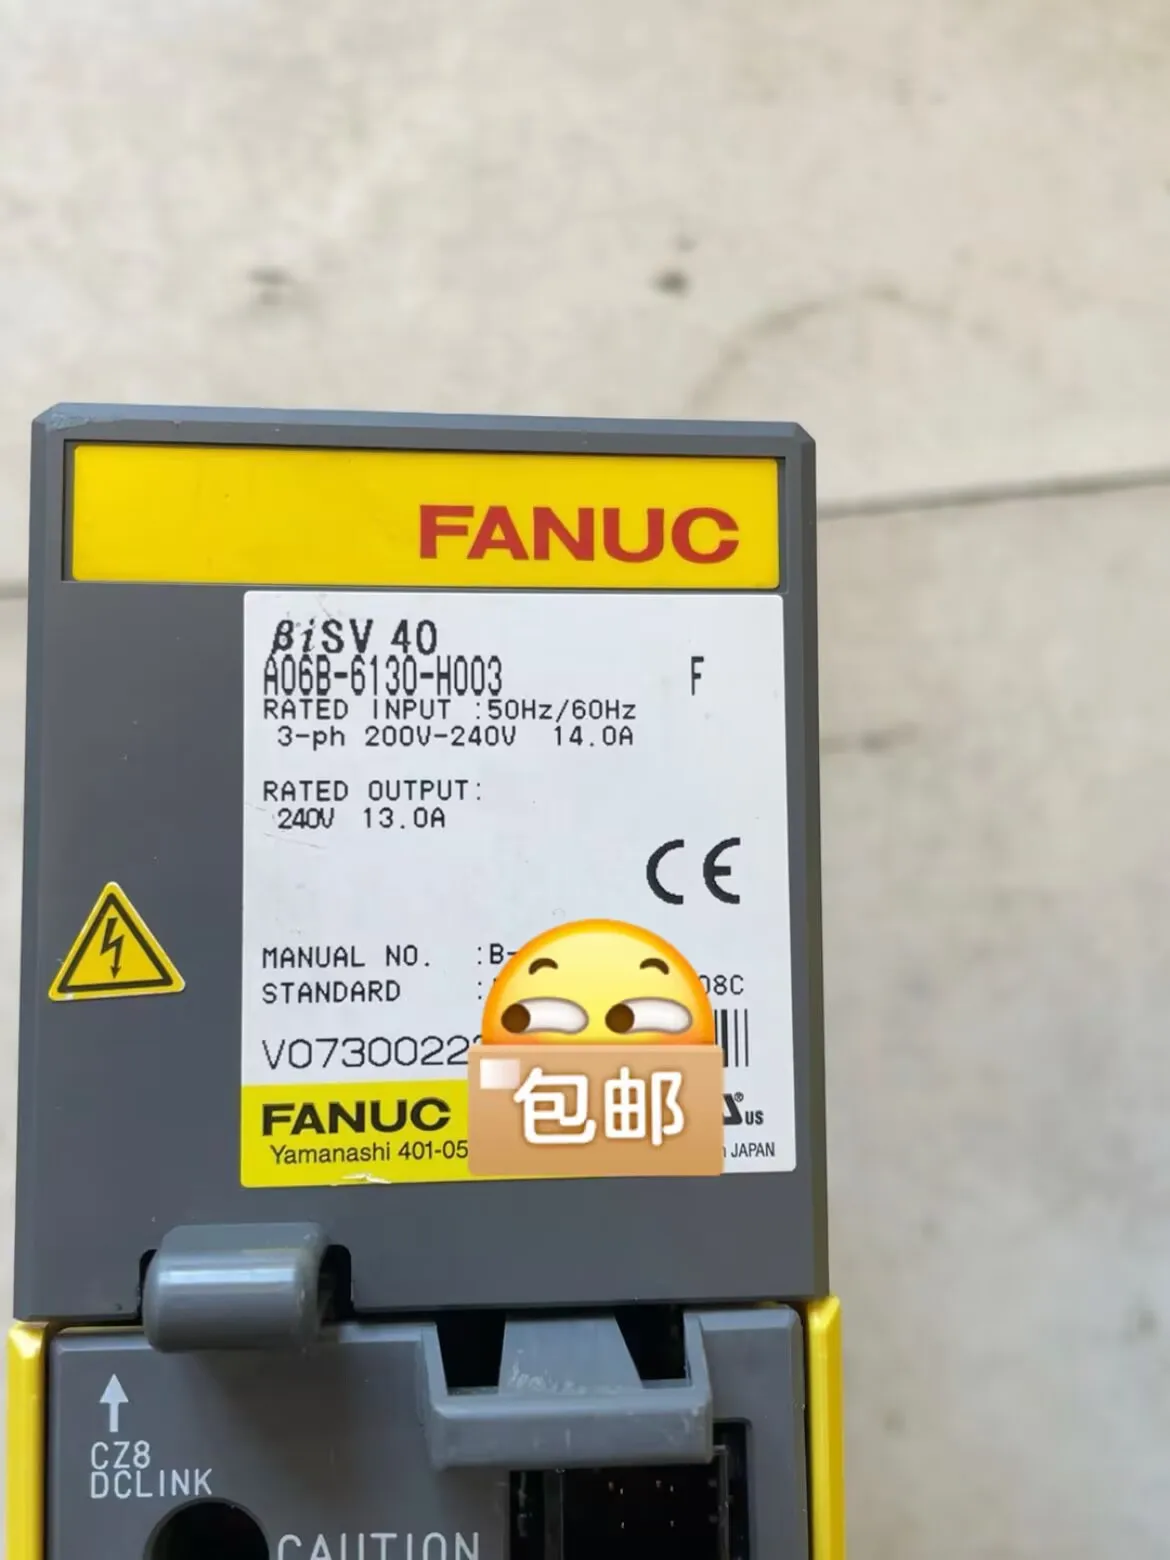 FANUC
βiSV 40
A06B-6130-H003 F
RATED INPUT :50Hz/60Hz
3-ph 200V-240V 14.0A
RATED OUTPUT:
240V 13.0A
CE
MANUAL NO. :B-
STANDARD : 08C
V0730022
包邮
FANUC
US
Yamanashi 401-05 JAPAN
CZ8
DCLINK
CAUTION